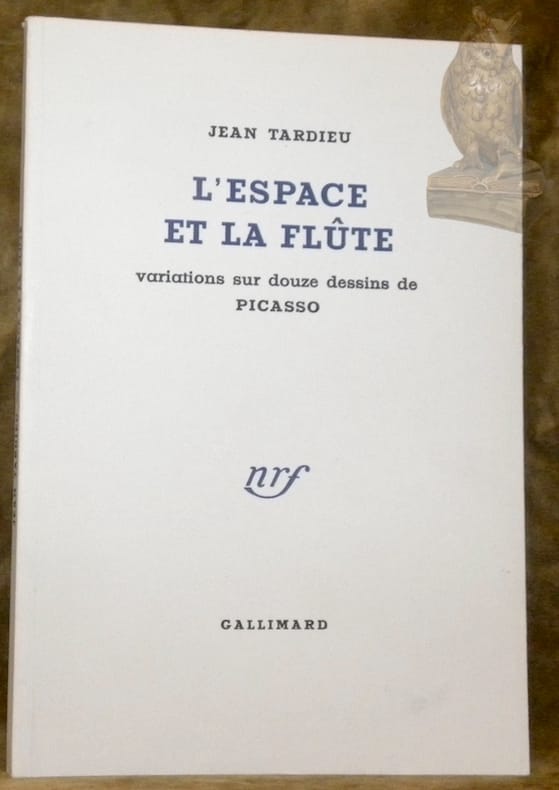 JEAN TARDIEU
L'ESPACE
ET LA FLÛTE
variations sur douze dessins de
PICASSO
nrf
GALLIMARD